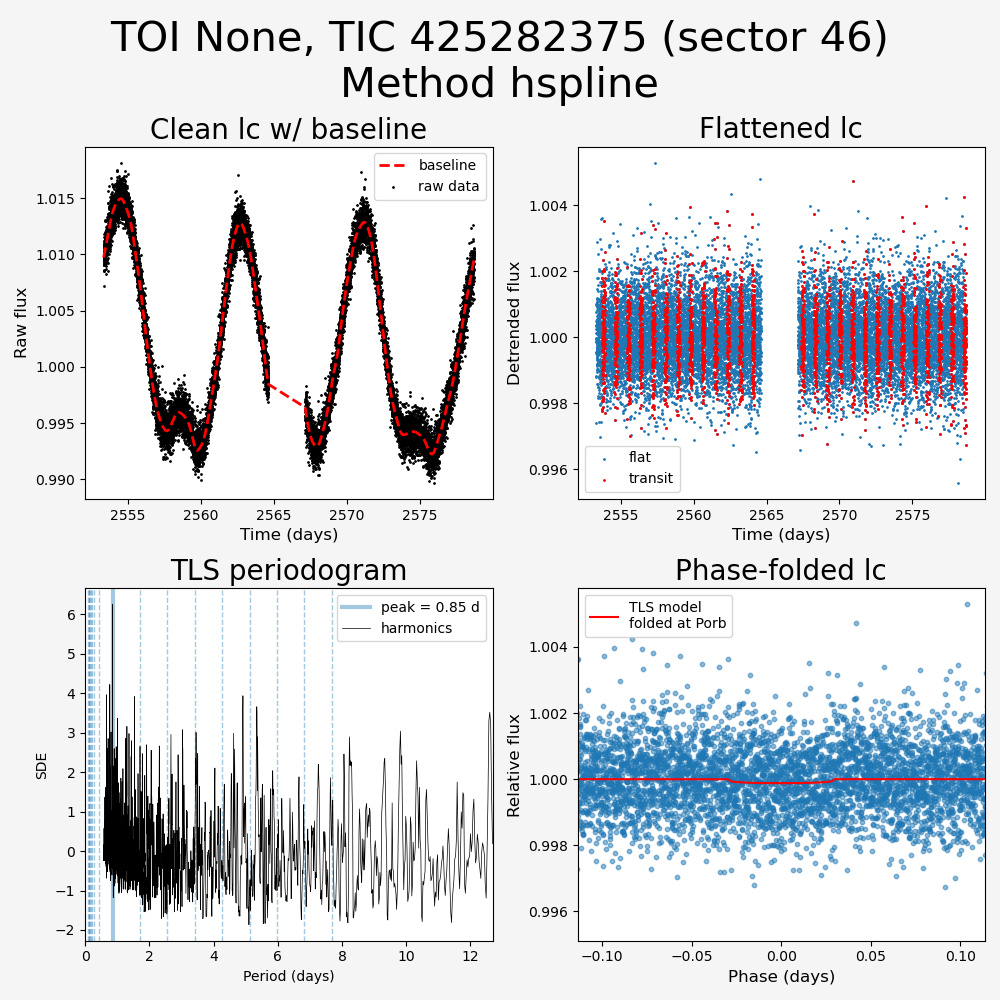 TOI None, TIC 425282375 (sector 46)
Method hspline
Clean lc w/ baseline
baseline
raw data
Raw flux
1.015
1.010
1.005
1.000
0.995
0.990
2555
2560
2565
2570
2575
Time (days)
Flattened lc
Detrended flux
1.004
1.002
1.000
0.998
0.996
flat
transit
2555
2560
2565
2570
2575
Time (days)
TLS periodogram
peak = 0.85 d
harmonics
SDE
6
5
4
3
2
1
0
−1
−2
0
2
4
6
8
10
12
Period (days)
Phase-folded lc
TLS model
folded at Porb
Relative flux
1.004
1.002
1.000
0.998
0.996
−0.10
−0.05
0.00
0.05
0.10
Phase (days)